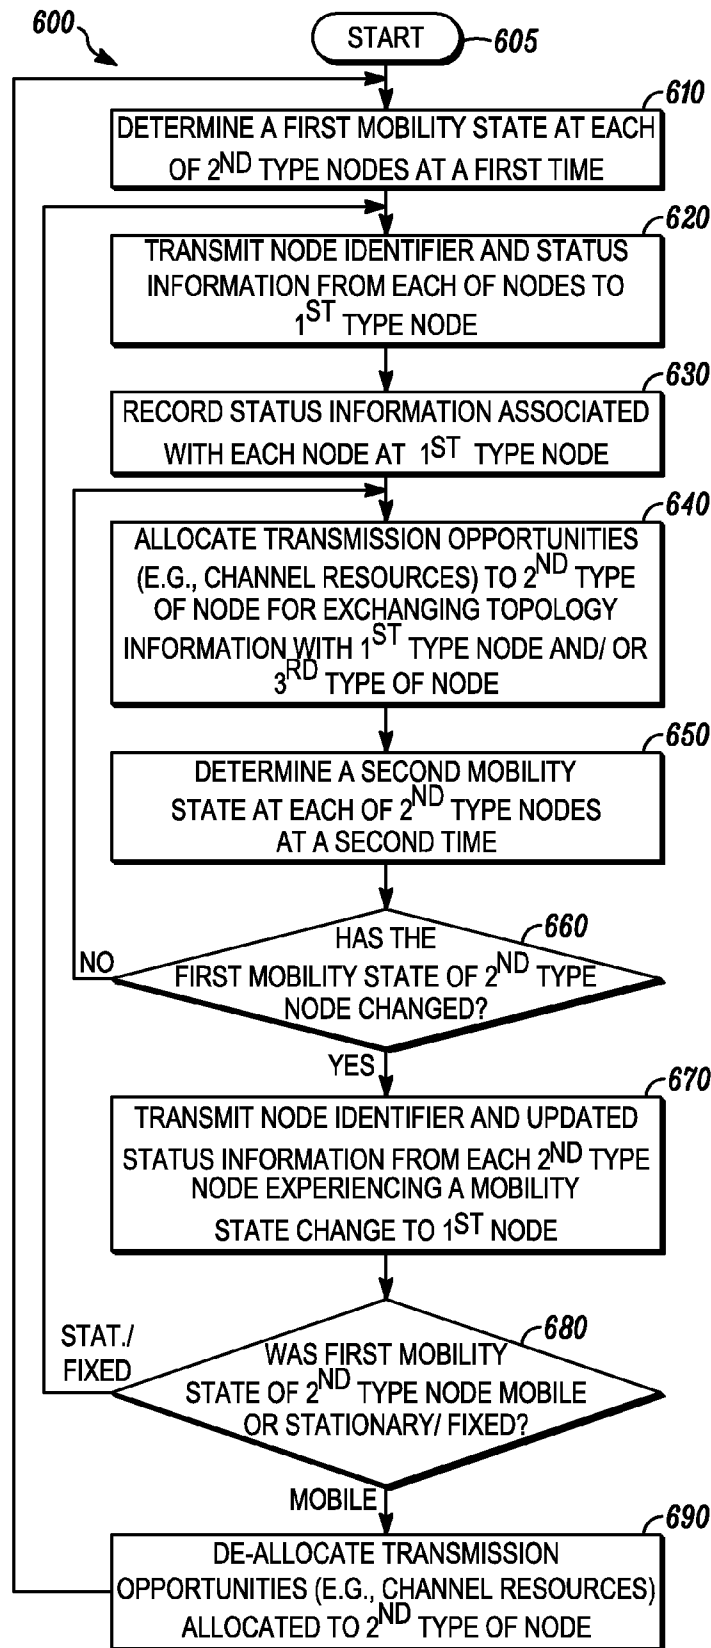 600
START
605
610
DETERMINE A FIRST MOBILITY STATE AT EACH
OF 2ND TYPE NODES AT A FIRST TIME
620
TRANSMIT NODE IDENTIFIER AND STATUS
INFORMATION FROM EACH OF NODES TO
1ST TYPE NODE
630
RECORD STATUS INFORMATION ASSOCIATED
WITH EACH NODE AT 1ST TYPE NODE
640
ALLOCATE TRANSMISSION OPPORTUNITIES
(E.G., CHANNEL RESOURCES) TO 2ND TYPE
OF NODE FOR EXCHANGING TOPOLOGY
INFORMATION WITH 1ST TYPE NODE AND/ OR
3RD TYPE OF NODE
650
DETERMINE A SECOND MOBILITY
STATE AT EACH OF 2ND TYPE NODES
AT A SECOND TIME
660
HAS THE
FIRST MOBILITY STATE OF 2ND TYPE
NODE CHANGED?
NO
YES
670
TRANSMIT NODE IDENTIFIER AND UPDATED
STATUS INFORMATION FROM EACH 2ND TYPE
NODE EXPERIENCING A MOBILITY
STATE CHANGE TO 1ST NODE
680
WAS FIRST MOBILITY
STATE OF 2ND TYPE NODE MOBILE
OR STATIONARY/ FIXED?
STAT./
FIXED
MOBILE
690
DE-ALLOCATE TRANSMISSION
OPPORTUNITIES (E.G., CHANNEL RESOURCES)
ALLOCATED TO 2ND TYPE OF NODE